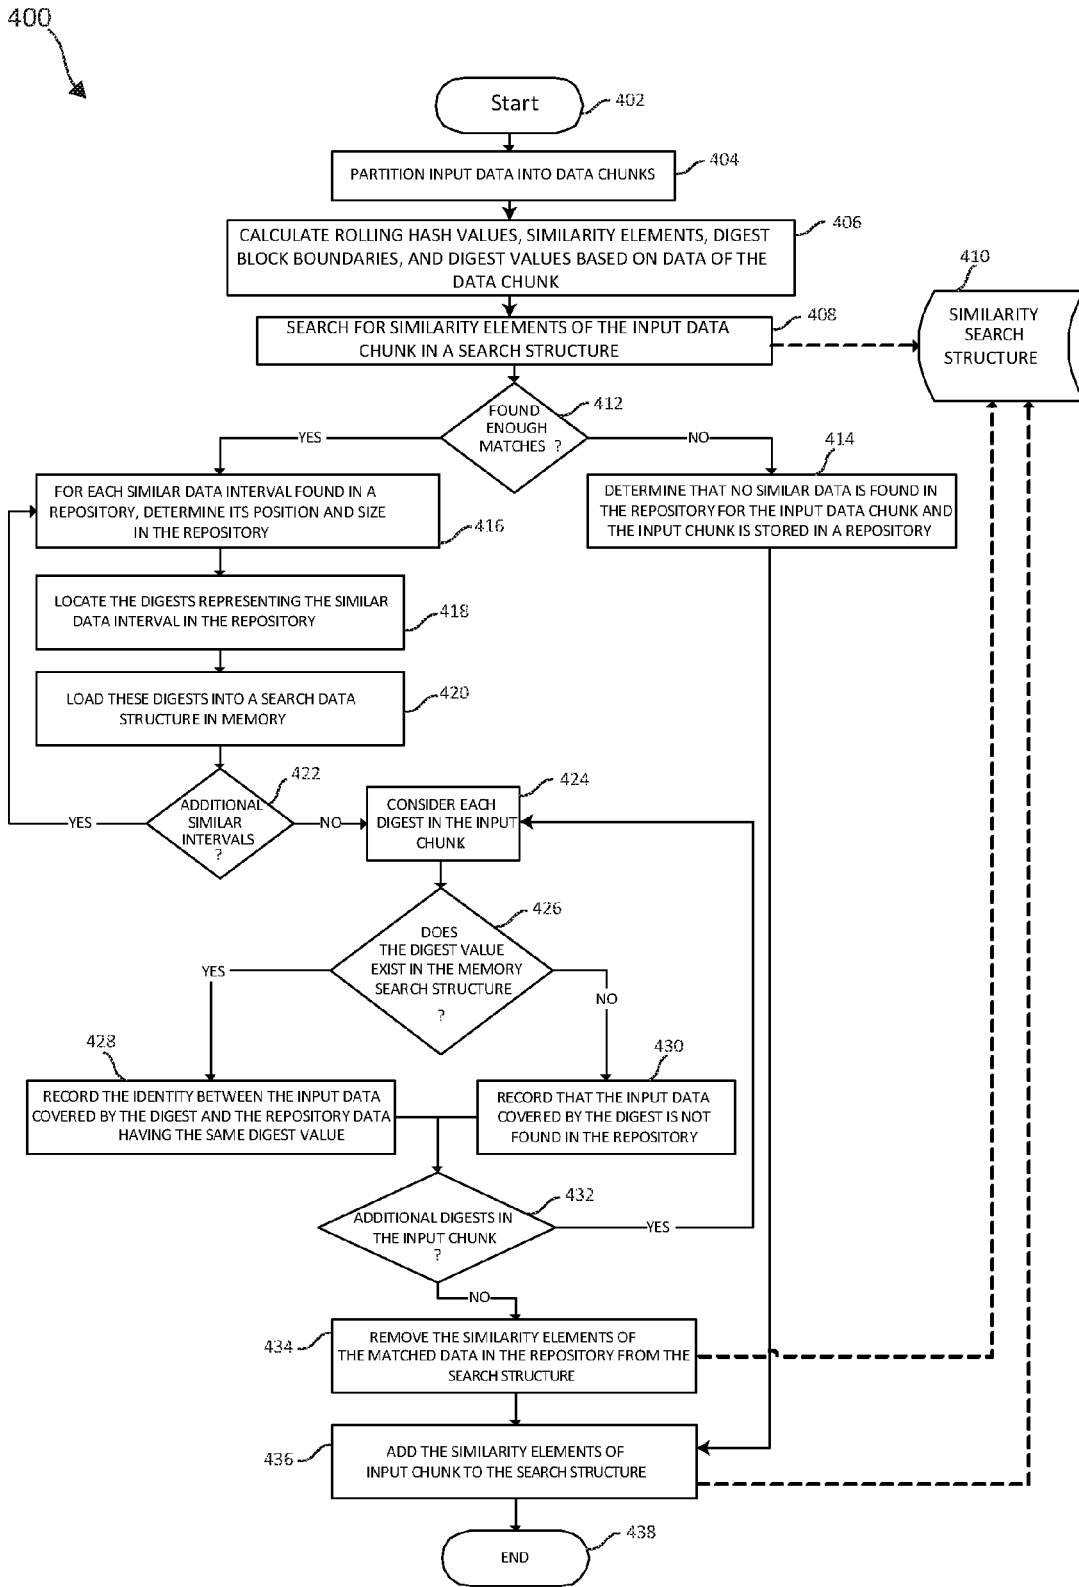 400
Start
402
PARTITION INPUT DATA INTO DATA CHUNKS
404
CALCULATE ROLLING HASH VALUES, SIMILARITY ELEMENTS, DIGEST
BLOCK BOUNDARIES, AND DIGEST VALUES BASED ON DATA OF THE
DATA CHUNK
406
SEARCH FOR SIMILARITY ELEMENTS OF THE INPUT DATA
CHUNK IN A SEARCH STRUCTURE
408
410
SIMILARITY
SEARCH
STRUCTURE
FOUND
ENOUGH
MATCHES ?
412
YES
NO
414
FOR EACH SIMILAR DATA INTERVAL FOUND IN A
REPOSITORY, DETERMINE ITS POSITION AND SIZE
IN THE REPOSITORY
416
DETERMINE THAT NO SIMILAR DATA IS FOUND IN
THE REPOSITORY FOR THE INPUT DATA CHUNK AND
THE INPUT CHUNK IS STORED IN A REPOSITORY
LOCATE THE DIGESTS REPRESENTING THE SIMILAR
DATA INTERVAL IN THE REPOSITORY
418
LOAD THESE DIGESTS INTO A SEARCH DATA
STRUCTURE IN MEMORY
420
ADDITIONAL
SIMILAR
INTERVALS
?
422
YES
NO
CONSIDER EACH
DIGEST IN THE INPUT
CHUNK
424
DOES
THE DIGEST VALUE
EXIST IN THE MEMORY
SEARCH STRUCTURE
?
426
YES
NO
428
RECORD THE IDENTITY BETWEEN THE INPUT DATA
COVERED BY THE DIGEST AND THE REPOSITORY DATA
HAVING THE SAME DIGEST VALUE
430
RECORD THAT THE INPUT DATA
COVERED BY THE DIGEST IS NOT
FOUND IN THE REPOSITORY
ADDITIONAL DIGESTS IN
THE INPUT CHUNK
?
432
YES
NO
434
REMOVE THE SIMILARITY ELEMENTS OF
THE MATCHED DATA IN THE REPOSITORY FROM THE
SEARCH STRUCTURE
436
ADD THE SIMILARITY ELEMENTS OF
INPUT CHUNK TO THE SEARCH STRUCTURE
END
438